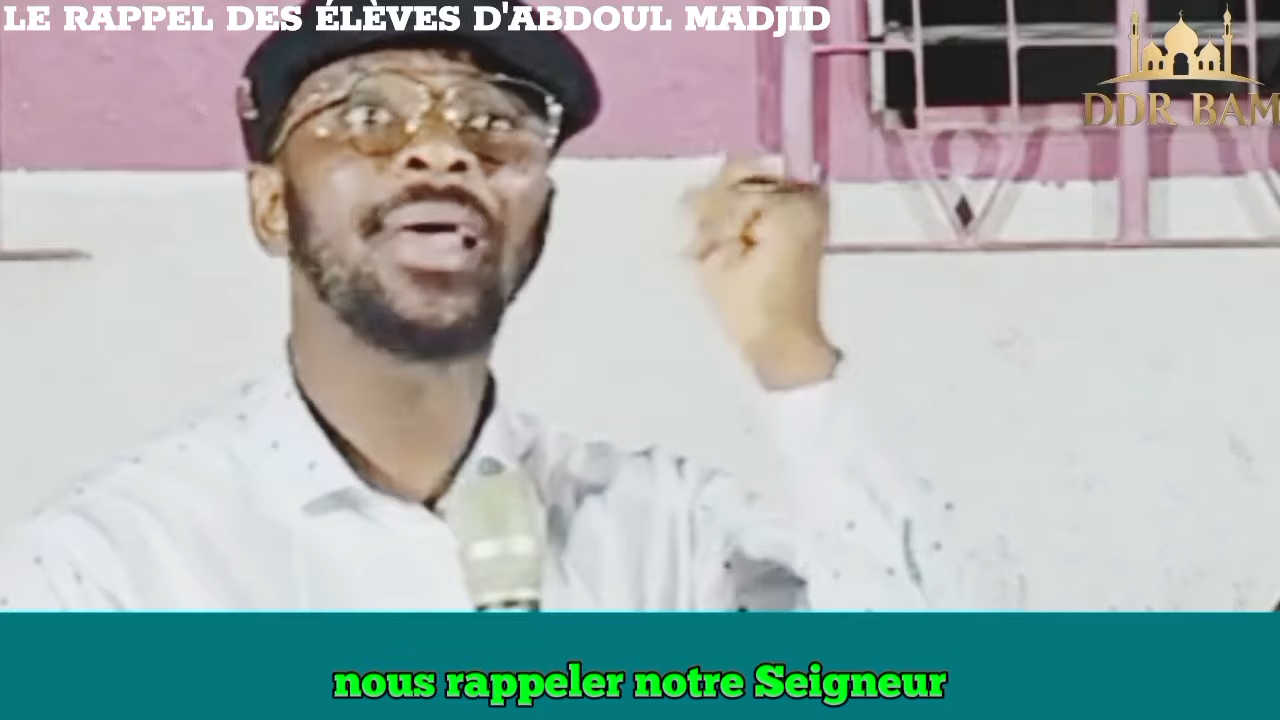 LE RAPPEL DES ÉLÈVES D'ABDOUL MADJID
DDR BAM
nous rappeler notre Seigneur